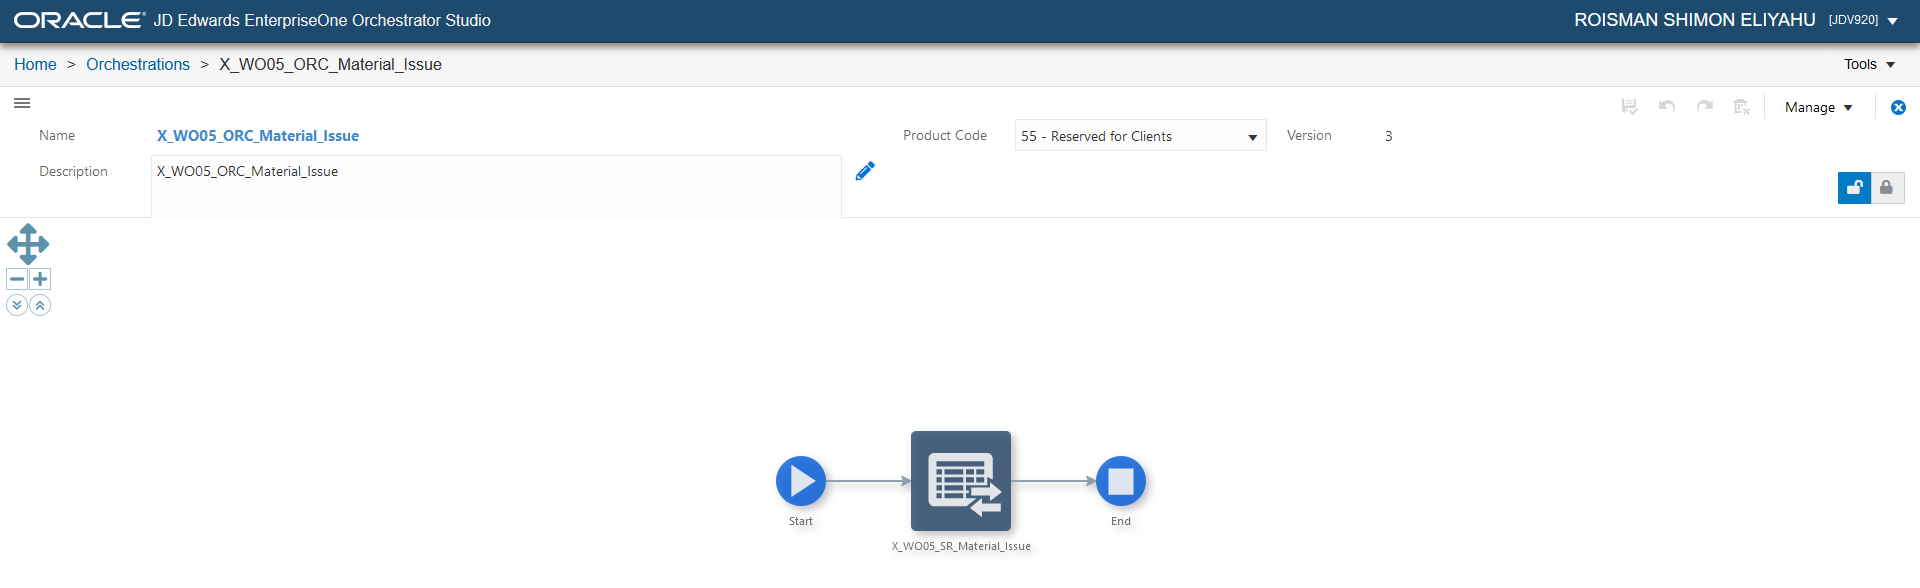 ORACLE JD Edwards EnterpriseOne Orchestrator Studio ROISMAN SHIMON ELIYAHU [JDV920]
Home > Orchestrations > X_WO05_ORC_Material_Issue Tools
Manage
Name X_WO05_ORC_Material_Issue Product Code 55 - Reserved for Clients Version 3
Description X_WO05_ORC_Material_Issue
Start End
X_WO05_SR_Material_Issue